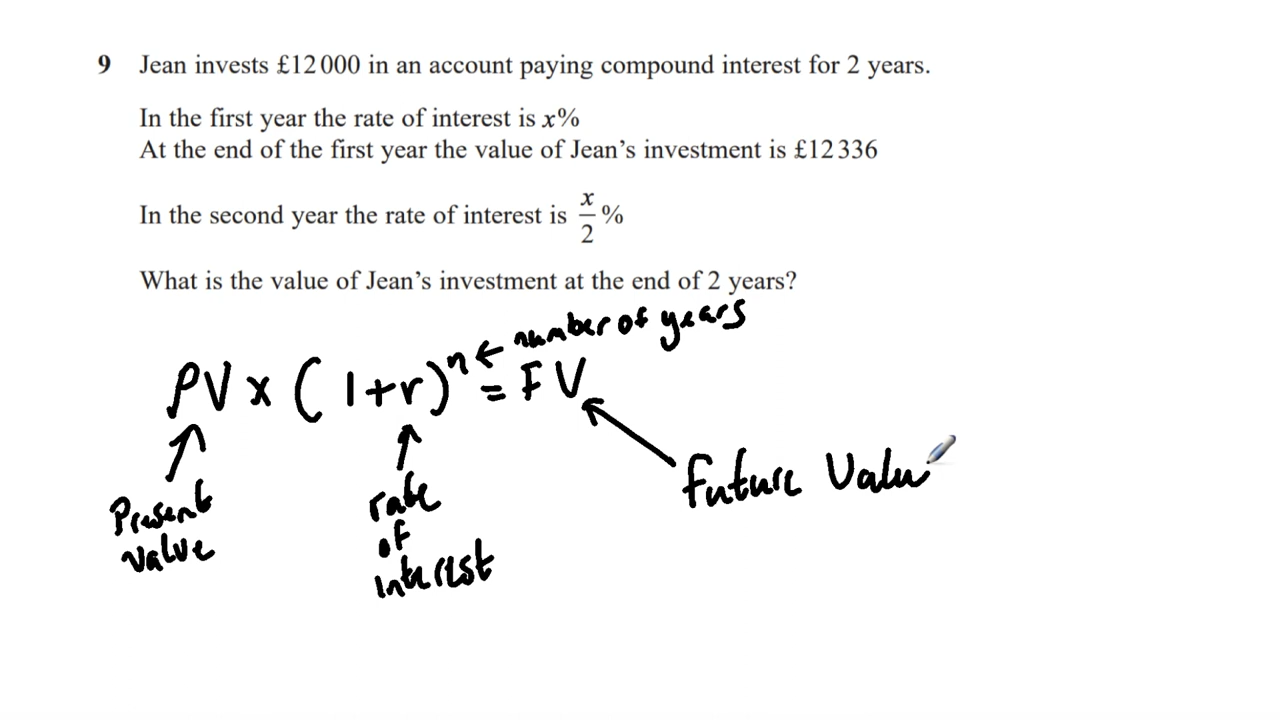 9 Jean invests £12 000 in an account paying compound interest for 2 years.
In the first year the rate of interest is x%
At the end of the first year the value of Jean's investment is £12 336
In the second year the rate of interest is x/2 %
What is the value of Jean's investment at the end of 2 years?
← number of years
PV × (1+r)ⁿ = FV
Present
value
rate
of
interest
future Valu